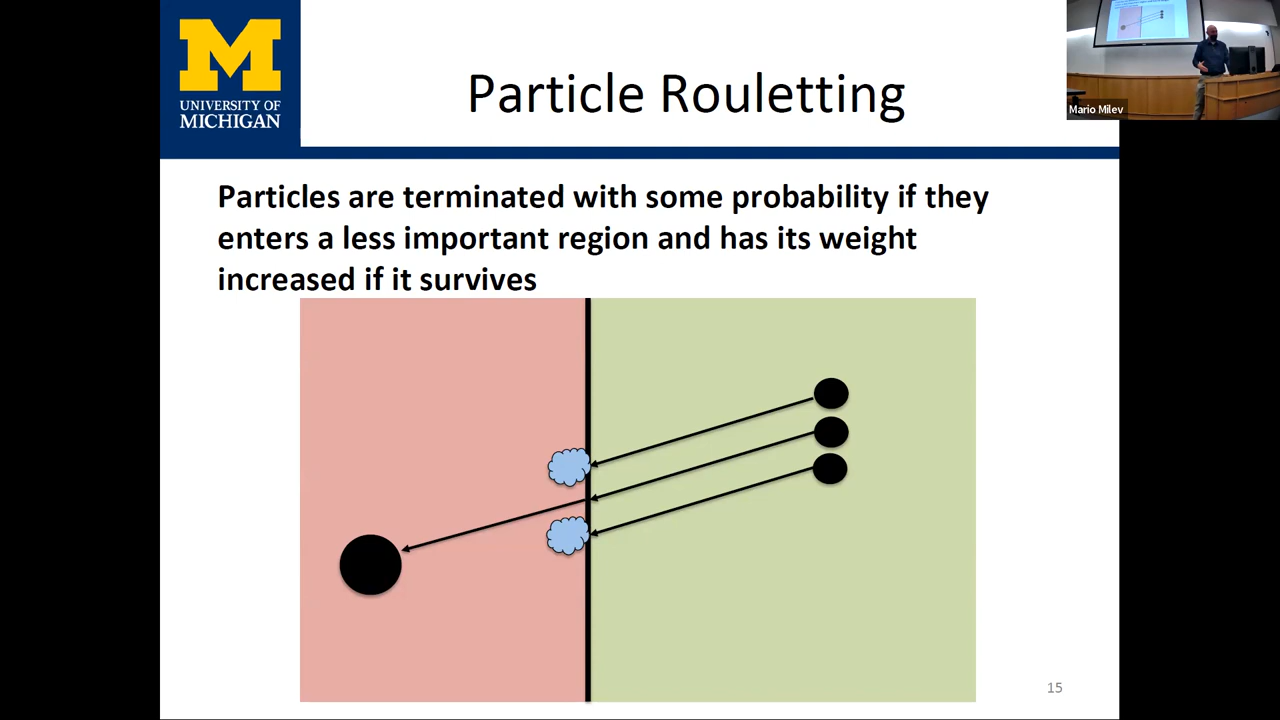 UNIVERSITY OF
MICHIGAN
Particle Rouletting
Particles are terminated with some probability if they
enters a less important region and has its weight
increased if it survives
15
Mario Milev